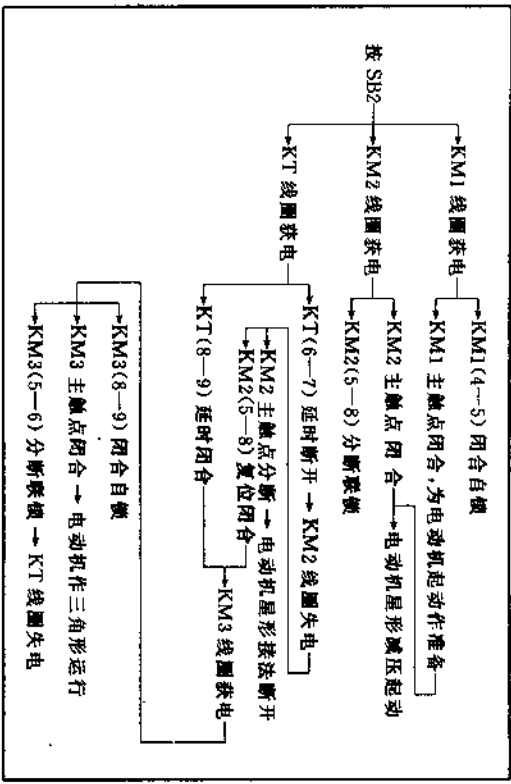 按 SB2
KM1 线圈获电
KM1(4—5)闭合自锁
KM1 主触点闭合,为电动机起动作准备
KM2 线圈获电
KM2 主触点 闭 合
电动机星形减压起动
KM2(5—8)分断联锁
KT 线圈获电
KT(6—7)延时断开
KM2 线圈失电
KM2 主触点分断
电动机星形接法断开
KM2(5—8)复位闭合
KT(8—9)延时闭合
KM3 线圈获电
KM3(8—9)闭合自锁
KM3 主触点闭合
电动机作三角形运行
KM3(5—6)分断联锁
KT 线圈失电